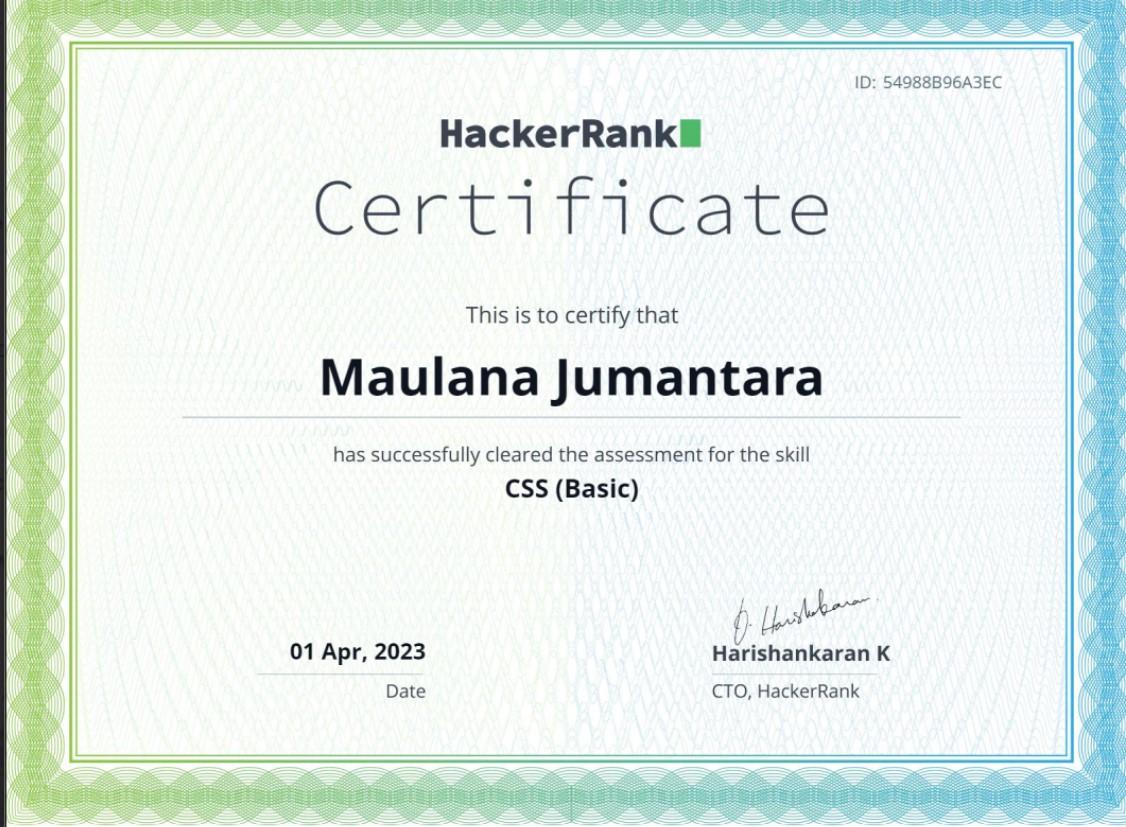 ID: 54988B96A3EC
HackerRank
Certificate
This is to certify that
Maulana Jumantara
has successfully cleared the assessment for the skill
CSS (Basic)
01 Apr, 2023
Date
Harishankaran K
CTO, HackerRank